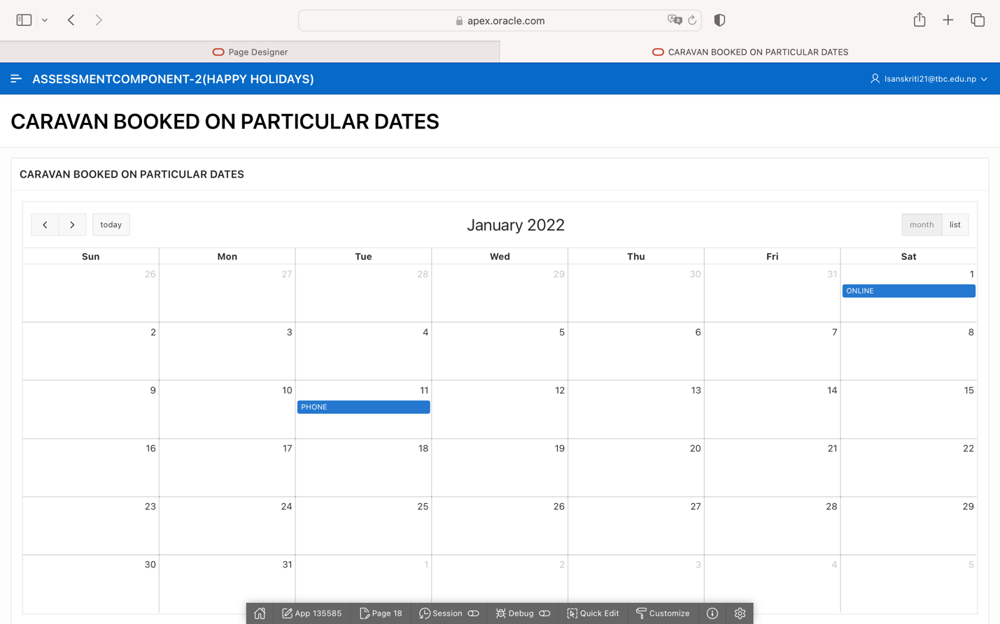 apex.oracle.com
Page Designer
CARAVAN BOOKED ON PARTICULAR DATES
ASSESSMENTCOMPONENT-2(HAPPY HOLIDAYS)
lsanskriti21@tbc.edu.np
CARAVAN BOOKED ON PARTICULAR DATES
CARAVAN BOOKED ON PARTICULAR DATES
today
January 2022
month list
Sun Mon Tue Wed Thu Fri Sat
26 27 28 29 30 31 1
ONLINE
2 3 4 5 6 7 8
9 10 11 12 13 14 15
PHONE
16 17 18 19 20 21 22
23 24 25 26 27 28 29
30 31 1 2 3 4 5
App 135585 Page 18 Session Debug Quick Edit Customize